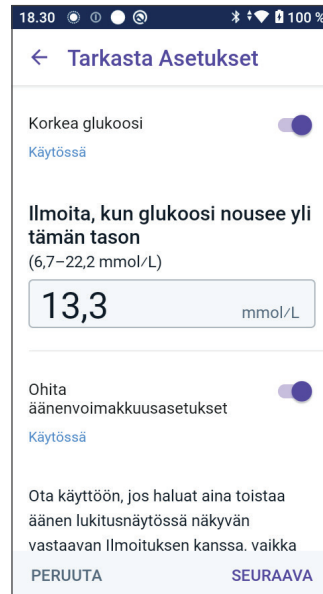 18.30 100 %
Tarkasta Asetukset
Korkea glukoosi
Käytössä
Ilmoita, kun glukoosi nousee yli
tämän tason
(6,7–22,2 mmol/L)
13,3 mmol/L
Ohita
äänenvoimakkuusasetukset
Käytössä
Ota käyttöön, jos haluat aina toistaa
äänen lukitusnäytössä näkyvän
vastaavan Ilmoituksen kanssa, vaikka
PERUUTA SEURAAVA